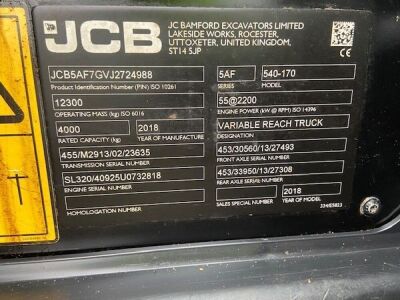 JCB
JC BAMFORD EXCAVATORS LIMITED
LAKESIDE WORKS, ROCESTER,
UTTOXETER, UNITED KINGDOM,
ST14 5JP
JCB5AF7GVJ2724988
Product Identification Number (PIN) ISO 10261
5AF 540-170
SERIES MODEL
12300
OPERATING MASS (kg) ISO 6016
55@2200
ENGINE POWER (kW @ RPM) ISO 14396
4000 2018
RATED CAPACITY (kg) YEAR OF MANUFACTURE
VARIABLE REACH TRUCK
DESIGNATION
455/M2913/02/23635
TRANSMISSION SERIAL NUMBER
453/30560/13/27493
FRONT AXLE SERIAL NUMBER
SL320/40925U0732818
ENGINE SERIAL NUMBER
453/33950/13/27308
REAR AXLE SERIAL NUMBER
HOMOLOGATION NUMBER
2018
SALES SPECIAL NUMBER YEAR OF MODEL
334/E5823